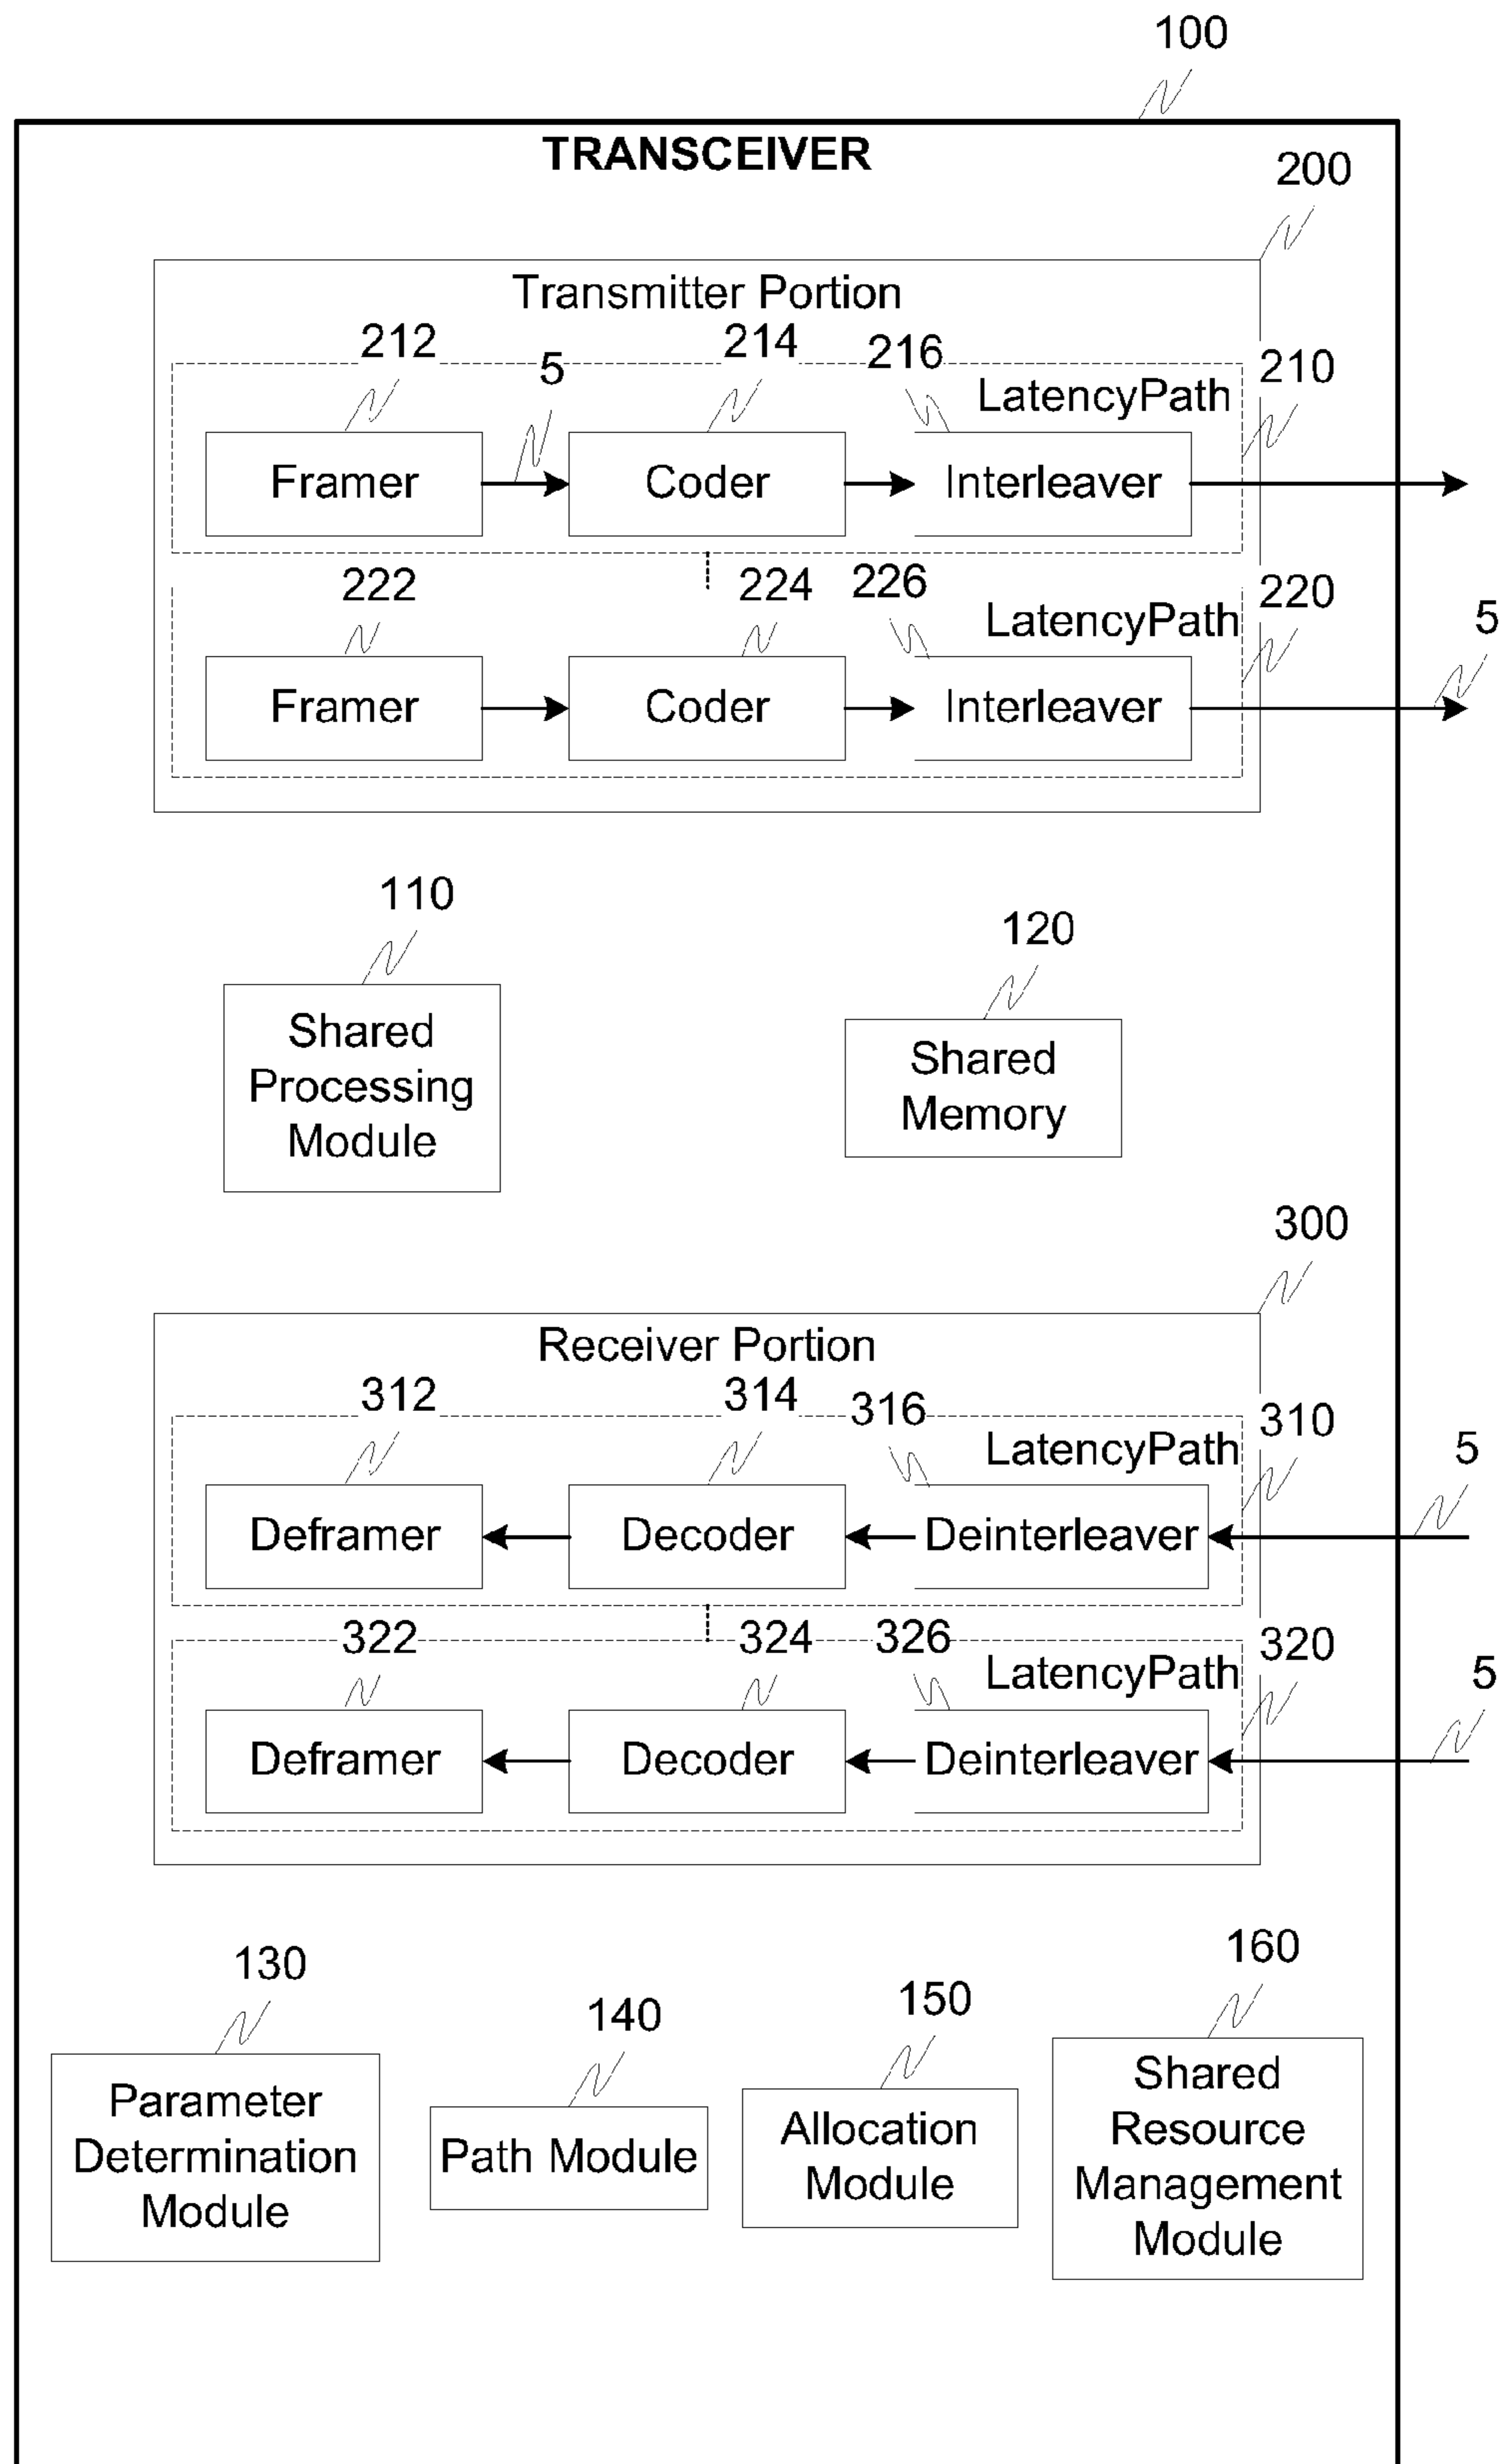 100
TRANSCEIVER
200
Transmitter Portion
212
5
214
216
210
LatencyPath
Framer
Coder
Interleaver
222
224
226
220
5
LatencyPath
Framer
Coder
Interleaver
110
120
Shared
Processing
Module
Shared
Memory
300
Receiver Portion
312
314
316
310
5
LatencyPath
Deframer
Decoder
Deinterleaver
322
324
326
320
5
LatencyPath
Deframer
Decoder
Deinterleaver
130
140
150
160
Parameter
Determination
Module
Path Module
Allocation
Module
Shared
Resource
Management
Module